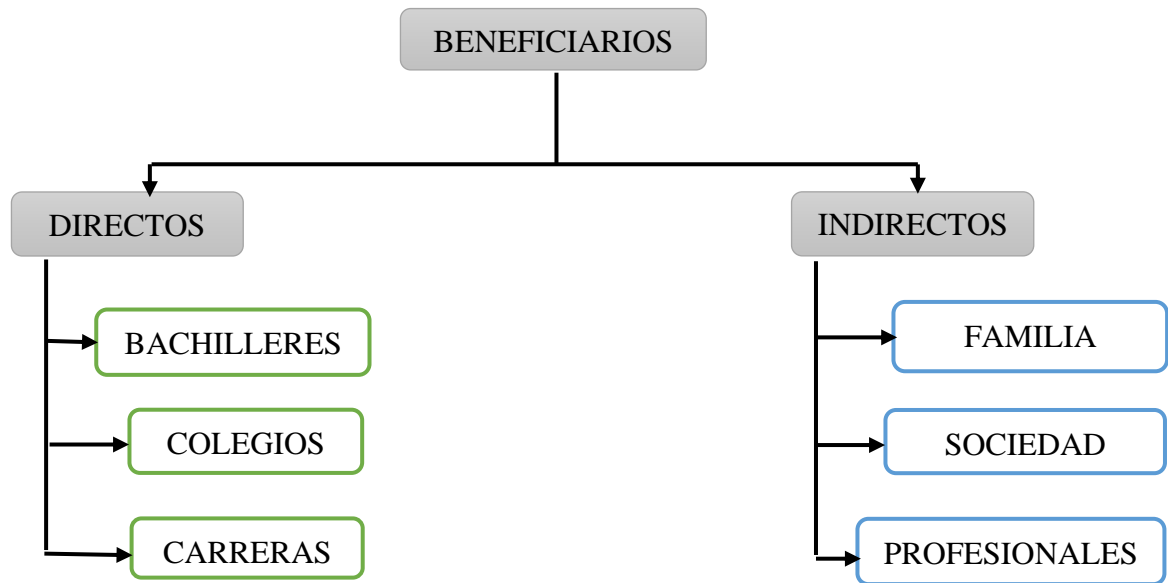 BENEFICIARIOS
DIRECTOS
INDIRECTOS
BACHILLERES
COLEGIOS
CARRERAS
FAMILIA
SOCIEDAD
PROFESIONALES